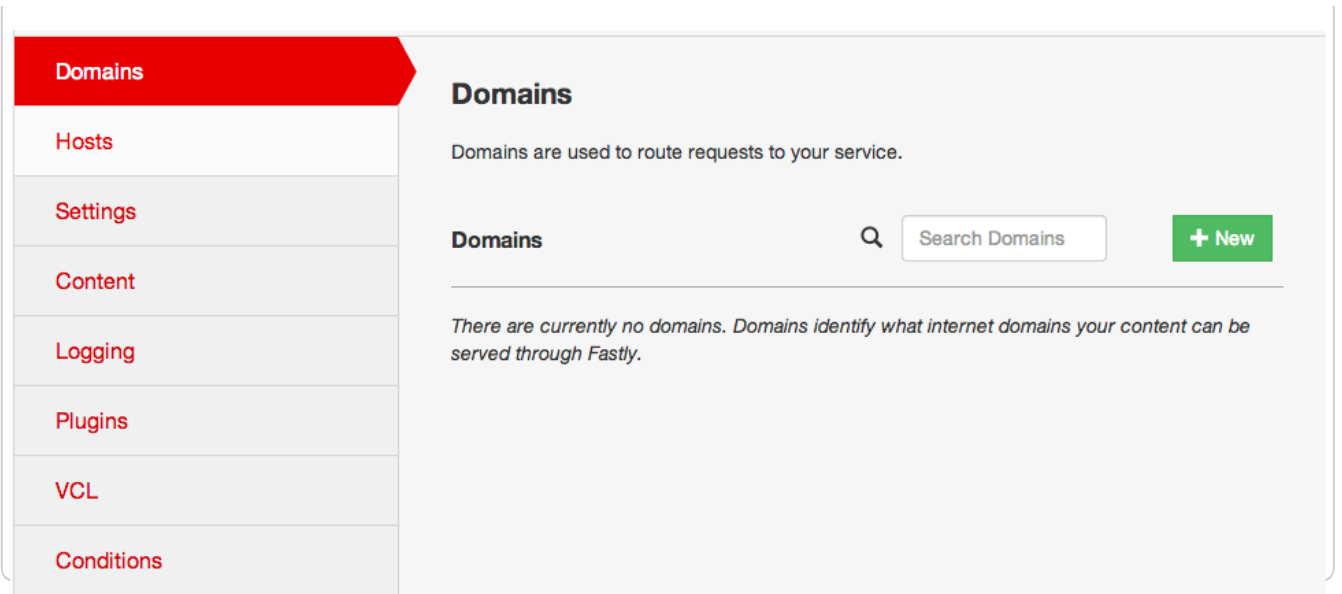 Domains
Hosts
Settings
Content
Logging
Plugins
VCL
Conditions
Domains
Domains are used to route requests to your service.
Domains
Search Domains
New
There are currently no domains. Domains identify what internet domains your content can be
served through Fastly.